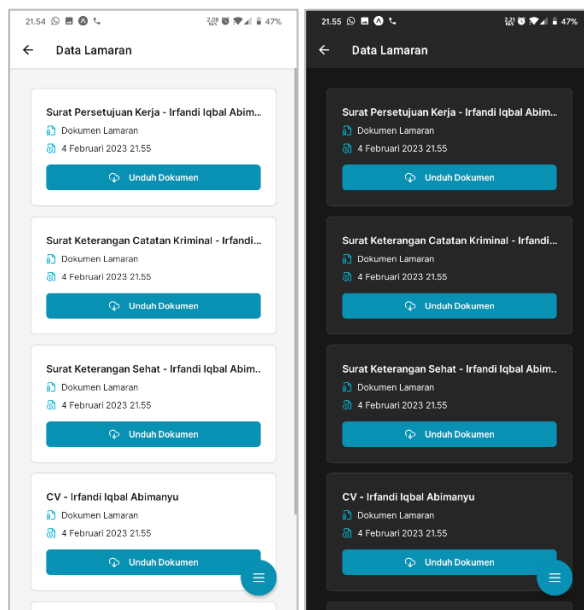 21.54 47%
Data Lamaran
Surat Persetujuan Kerja - Irfandi Iqbal Abim...
Dokumen Lamaran
4 Februari 2023 21.55
Unduh Dokumen
Surat Keterangan Catatan Kriminal - Irfandi...
Dokumen Lamaran
4 Februari 2023 21.55
Unduh Dokumen
Surat Keterangan Sehat - Irfandi Iqbal Abim..
Dokumen Lamaran
4 Februari 2023 21.55
Unduh Dokumen
CV - Irfandi Iqbal Abimanyu
Dokumen Lamaran
4 Februari 2023 21.55
Unduh Dokumen
21.55 47%
Data Lamaran
Surat Persetujuan Kerja - Irfandi Iqbal Abim...
Dokumen Lamaran
4 Februari 2023 21.55
Unduh Dokumen
Surat Keterangan Catatan Kriminal - Irfandi...
Dokumen Lamaran
4 Februari 2023 21.55
Unduh Dokumen
Surat Keterangan Sehat - Irfandi Iqbal Abim..
Dokumen Lamaran
4 Februari 2023 21.55
Unduh Dokumen
CV - Irfandi Iqbal Abimanyu
Dokumen Lamaran
4 Februari 2023 21.55
Unduh Dokumen